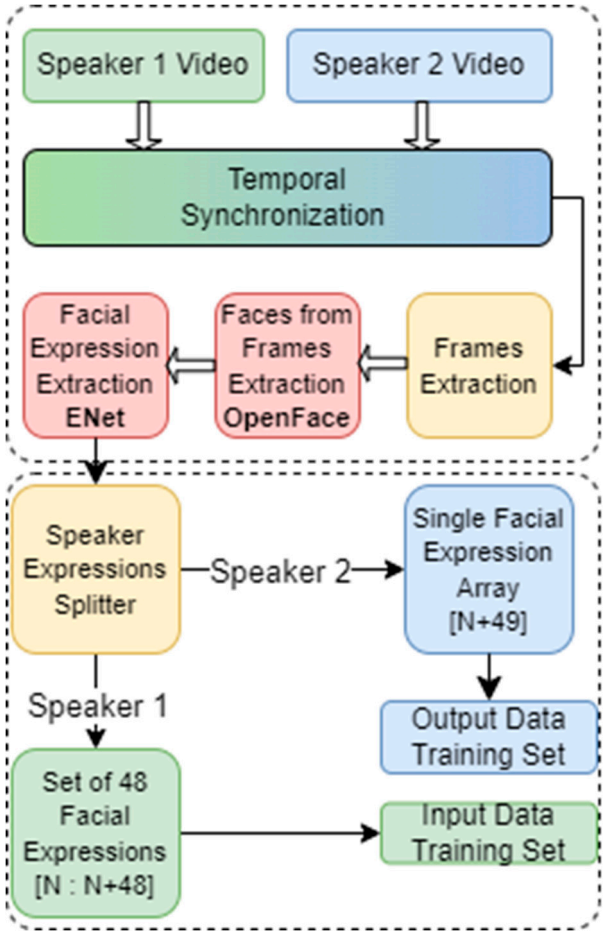 Speaker 1 Video
Speaker 2 Video
Temporal
Synchronization
Facial
Expression
Extraction
ENet
Faces from
Frames
Extraction
OpenFace
Frames
Extraction
Speaker
Expressions
Splitter
Speaker 2
Single Facial
Expression
Array
[N+49]
Speaker 1
Output Data
Training Set
Set of 48
Facial
Expressions
[N : N+48]
Input Data
Training Set